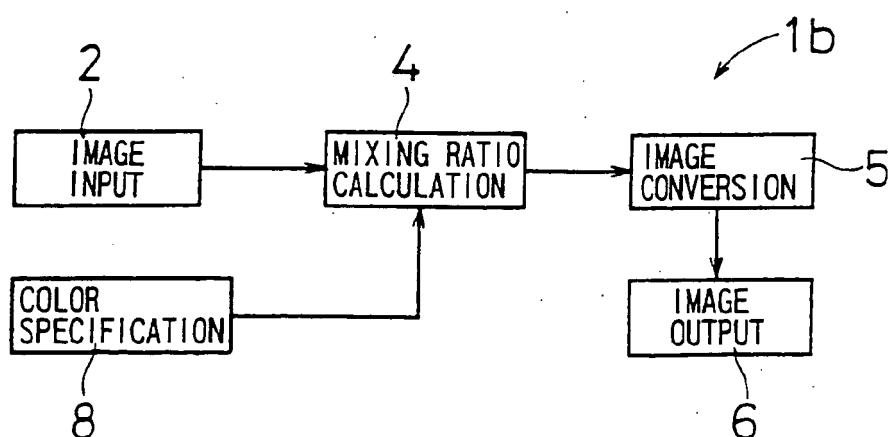 1b
2
4
IMAGE
INPUT
MIXING RATIO
CALCULATION
IMAGE
CONVERSION
5
COLOR
SPECIFICATION
IMAGE
OUTPUT
8
6